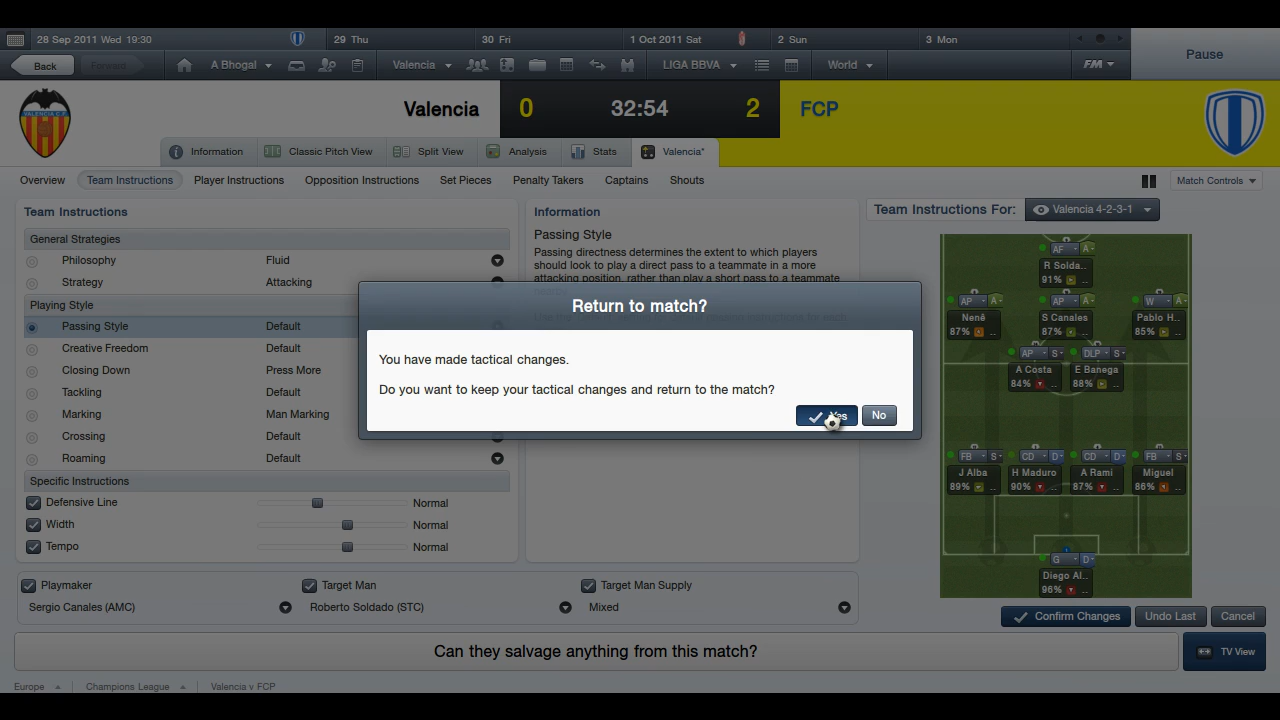 28 Sep 2011 Wed 19:30
29 Thu
30 Fri
1 Oct 2011 Sat
2 Sun
3 Mon
Pause
Back
Forward
A Bhogal
Valencia
LIGA BBVA
World
FM
Valencia
0
32:54
2
FCP
Information
Classic Pitch View
Split View
Analysis
Stats
Valencia*
Overview
Team Instructions
Player Instructions
Opposition Instructions
Set Pieces
Penalty Takers
Captains
Shouts
Match Controls
Team Instructions
General Strategies
Philosophy Fluid
Strategy Attacking
Playing Style
Passing Style Default
Creative Freedom Default
Closing Down Press More
Tackling Default
Marking Man Marking
Crossing Default
Roaming Default
Specific Instructions
Defensive Line Normal
Width Normal
Tempo Normal
Information
Passing Style
Passing directness determines the extent to which players
should look to play a direct pass to a teammate in a more
attacking position, rather than play a short pass to a teammate
Return to match?
You have made tactical changes.
Do you want to keep your tactical changes and return to the match?
Yes
No
Team Instructions For:
Valencia 4-2-3-1
AF A
R Solda..
91% ..
AP A
AP A
W A
Nenê
S Canales
Pablo H..
87% ..
87% ..
85% ..
AP S
DLP S
A Costa
E Banega
84% ..
88% ..
FB S
CD D
CD D
FB S
J Alba
H Maduro
A Rami
Miguel
89% ..
90% ..
87% ..
86% ..
G D
Diego Al..
96% ..
Playmaker
Target Man
Target Man Supply
Sergio Canales (AMC)
Roberto Soldado (STC)
Mixed
Confirm Changes
Undo Last
Cancel
Can they salvage anything from this match?
TV View
Europe
Champions League
Valencia v FCP